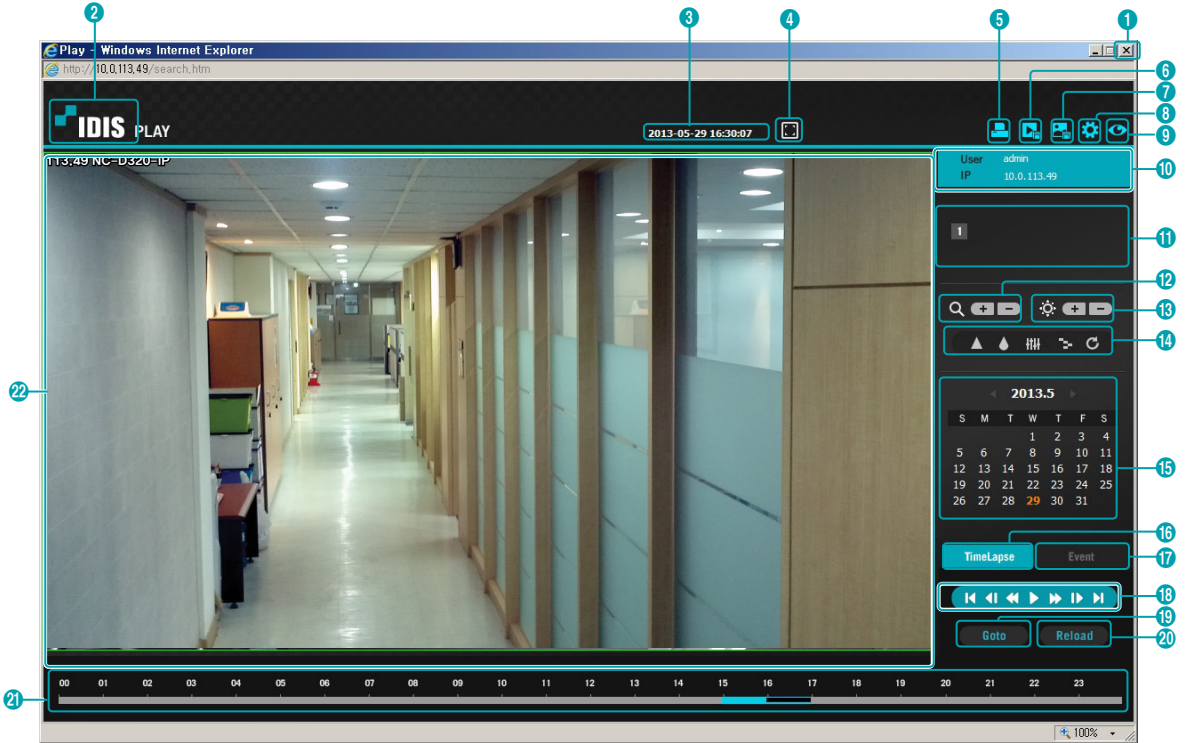 2
3
4
5
1
Play - Windows Internet Explorer
http://10.0.113.49/search.htm
6
7
8
9
IDIS PLAY
2013-05-29 16:30:07
113.49 NC-D320-IP
User admin
IP 10.0.113.49
10
1
11
12
13
14
22
2013.5
S M T W T F S
1 2 3 4
5 6 7 8 9 10 11
12 13 14 15 16 17 18
19 20 21 22 23 24 25
26 27 28 29 30 31
15
16
TimeLapse
Event
17
18
19
Goto
Reload
20
21
00 01 02 03 04 05 06 07 08 09 10 11 12 13 14 15 16 17 18 19 20 21 22 23
100%